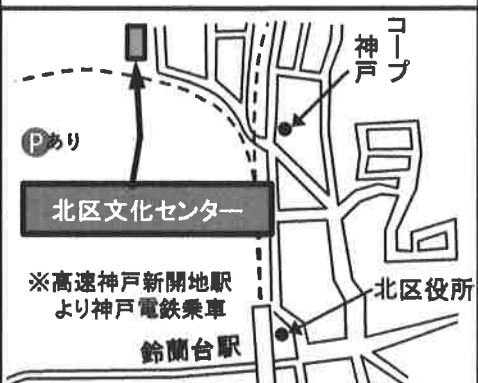 コープ
神戸
Pあり
北区文化センター
※高速神戸新開地駅
より神戸電鉄乗車
北区役所
鈴蘭台駅